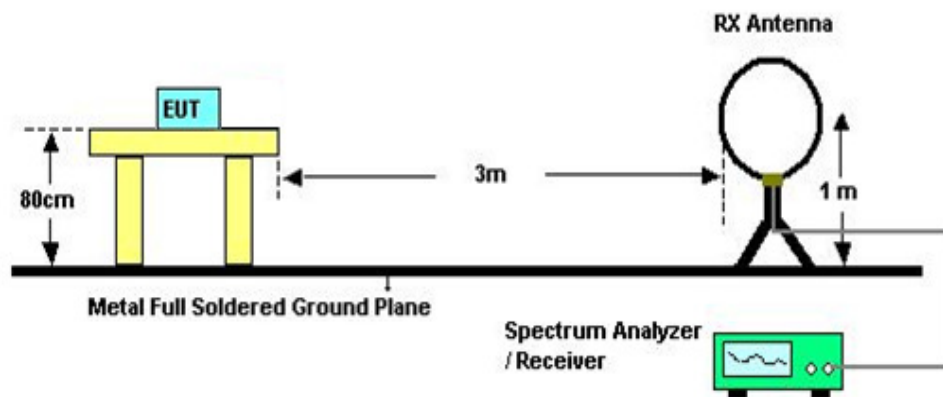 RX Antenna
EUT
80cm
3m
1 m
Metal Full Soldered Ground Plane
Spectrum Analyzer
/ Receiver